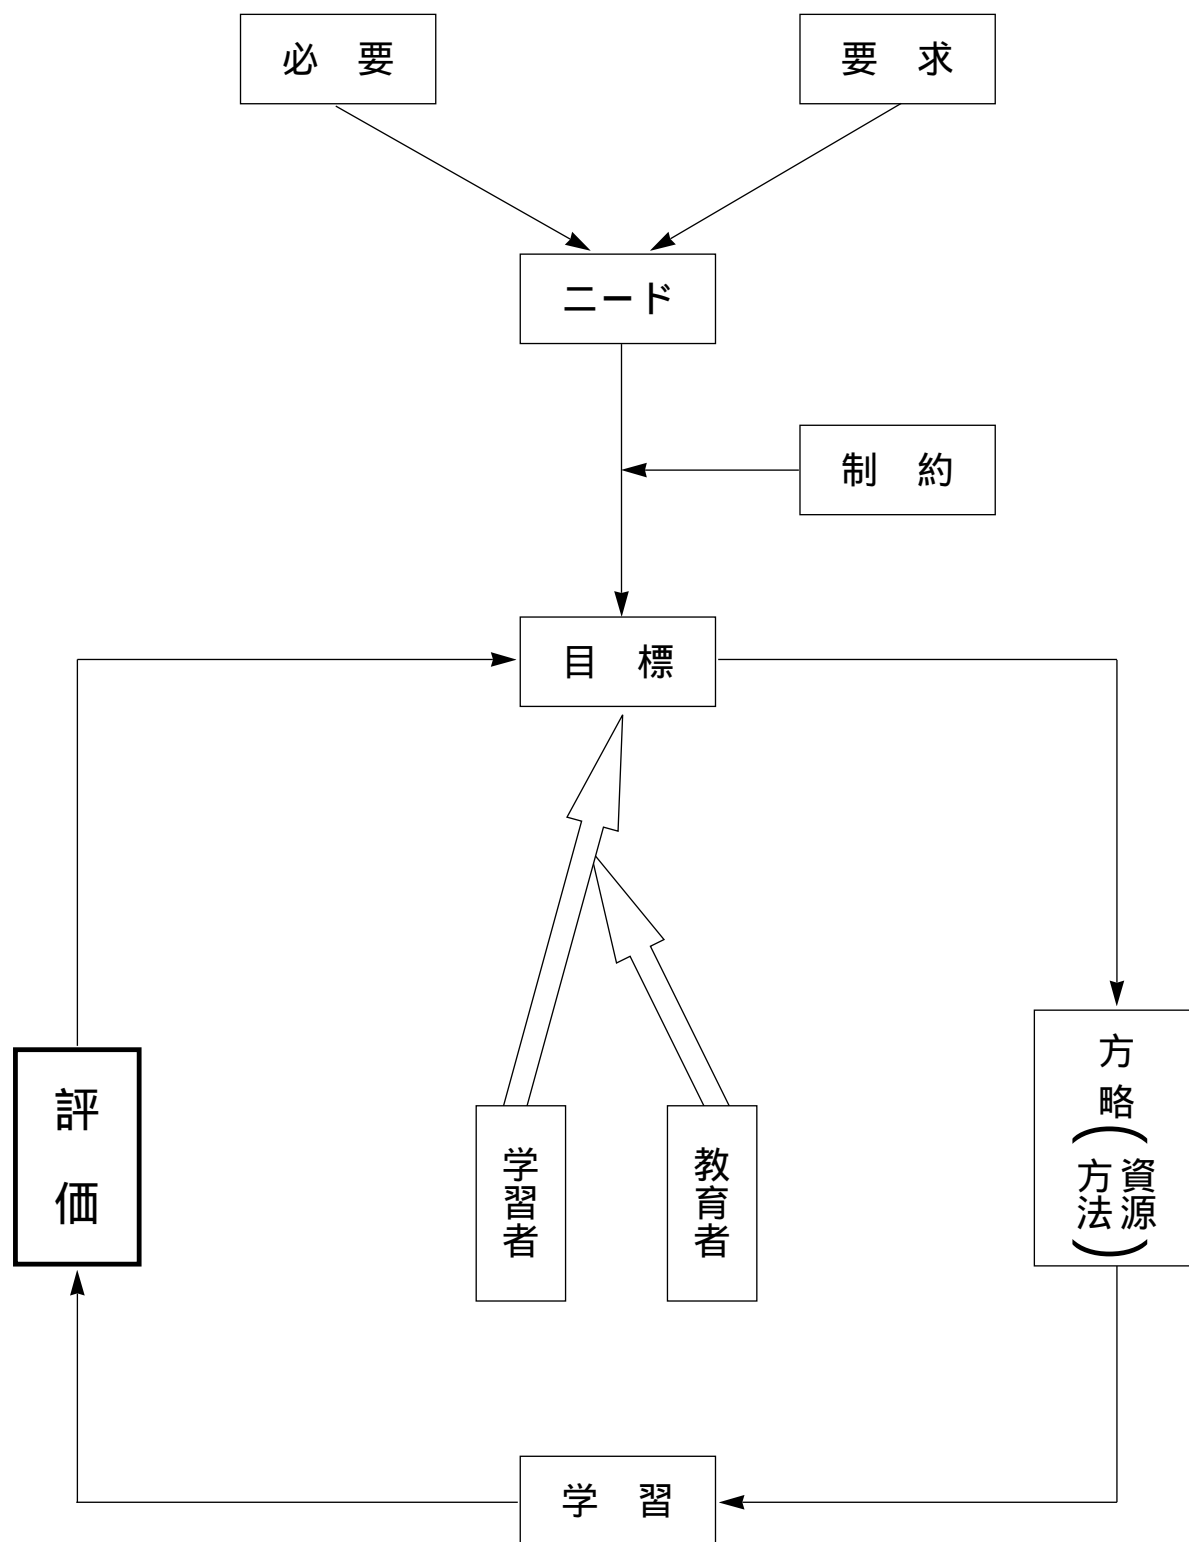 必　要
要　求
ニード
制　約
目　標
評
価
学習者
教育者
方
略
(資源
方法)
学　習